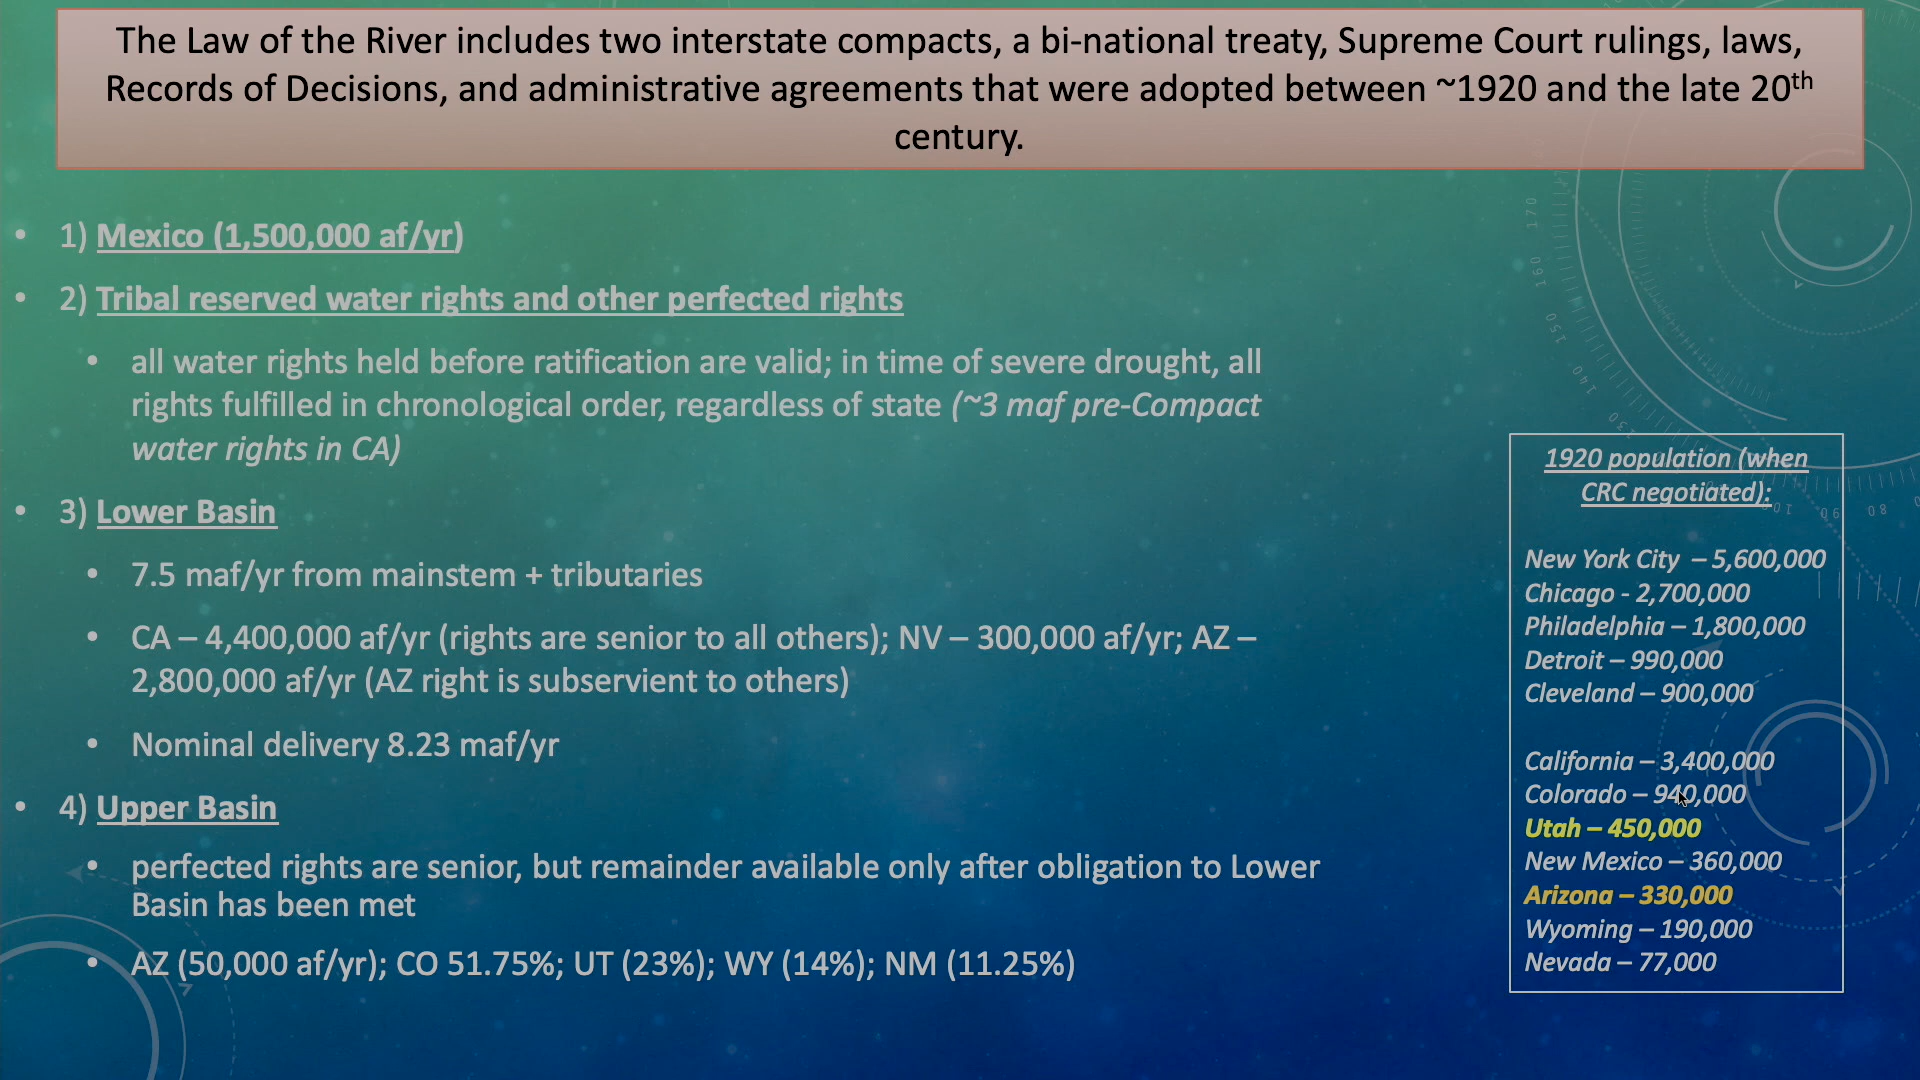 The Law of the River includes two interstate compacts, a bi-national treaty, Supreme Court rulings, laws,
Records of Decisions, and administrative agreements that were adopted between ~1920 and the late 20th
century.
• 1) Mexico (1,500,000 af/yr)
• 2) Tribal reserved water rights and other perfected rights
• all water rights held before ratification are valid; in time of severe drought, all
rights fulfilled in chronological order, regardless of state (~3 maf pre-Compact
water rights in CA)
• 3) Lower Basin
• 7.5 maf/yr from mainstem + tributaries
• CA – 4,400,000 af/yr (rights are senior to all others); NV – 300,000 af/yr; AZ –
2,800,000 af/yr (AZ right is subservient to others)
• Nominal delivery 8.23 maf/yr
• 4) Upper Basin
• perfected rights are senior, but remainder available only after obligation to Lower
Basin has been met
• AZ (50,000 af/yr); CO 51.75%; UT (23%); WY (14%); NM (11.25%)
1920 population (when
CRC negotiated):
New York City – 5,600,000
Chicago - 2,700,000
Philadelphia – 1,800,000
Detroit – 990,000
Cleveland – 900,000
California – 3,400,000
Colorado – 940,000
Utah – 450,000
New Mexico – 360,000
Arizona – 330,000
Wyoming – 190,000
Nevada – 77,000
170
160
150
140
130
90
80